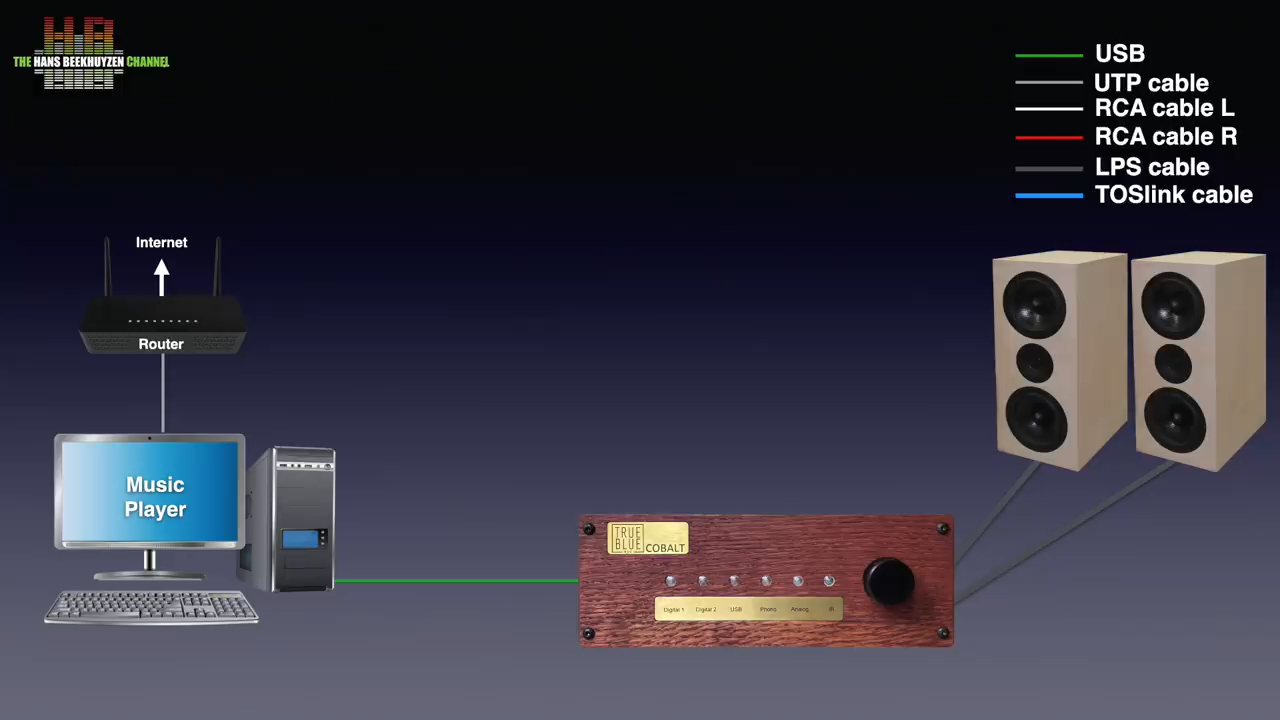 THE HANS BEEKHUYZEN CHANNEL
USB
UTP cable
RCA cable L
RCA cable R
LPS cable
TOSlink cable
Internet
Router
Music
Player
TRUE
BLUE
COBALT
Digital 1 Digital 2 USB Phono Analog IR